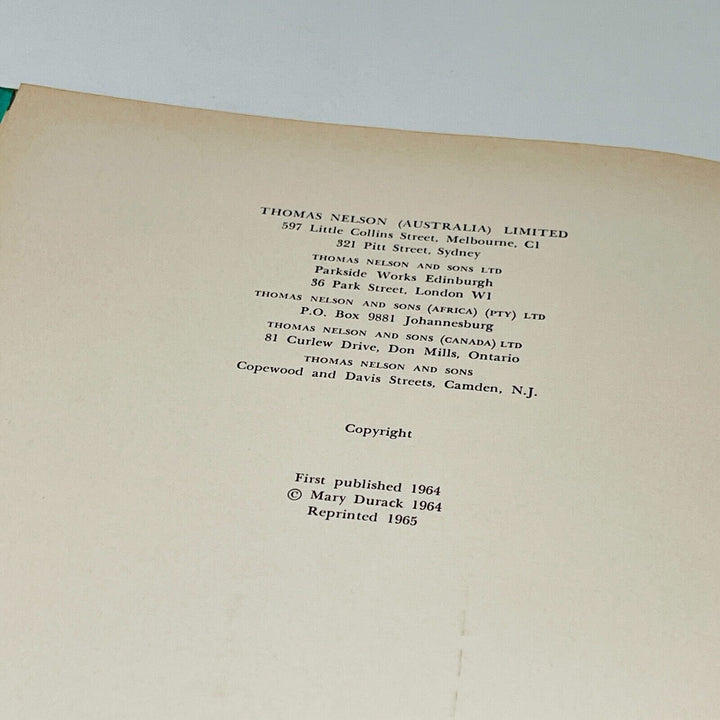 THOMAS NELSON (AUSTRALIA) LIMITED
597 Little Collins Street, Melbourne, C1
321 Pitt Street, Sydney
THOMAS NELSON AND SONS LTD
Parkside Works Edinburgh
36 Park Street, London W1
THOMAS NELSON AND SONS (AFRICA) (PTY) LTD
P.O. Box 9881 Johannesburg
THOMAS NELSON AND SONS (CANADA) LTD
81 Curlew Drive, Don Mills, Ontario
THOMAS NELSON AND SONS
Copewood and Davis Streets, Camden, N.J.
Copyright
First published 1964
© Mary Durack 1964
Reprinted 1965